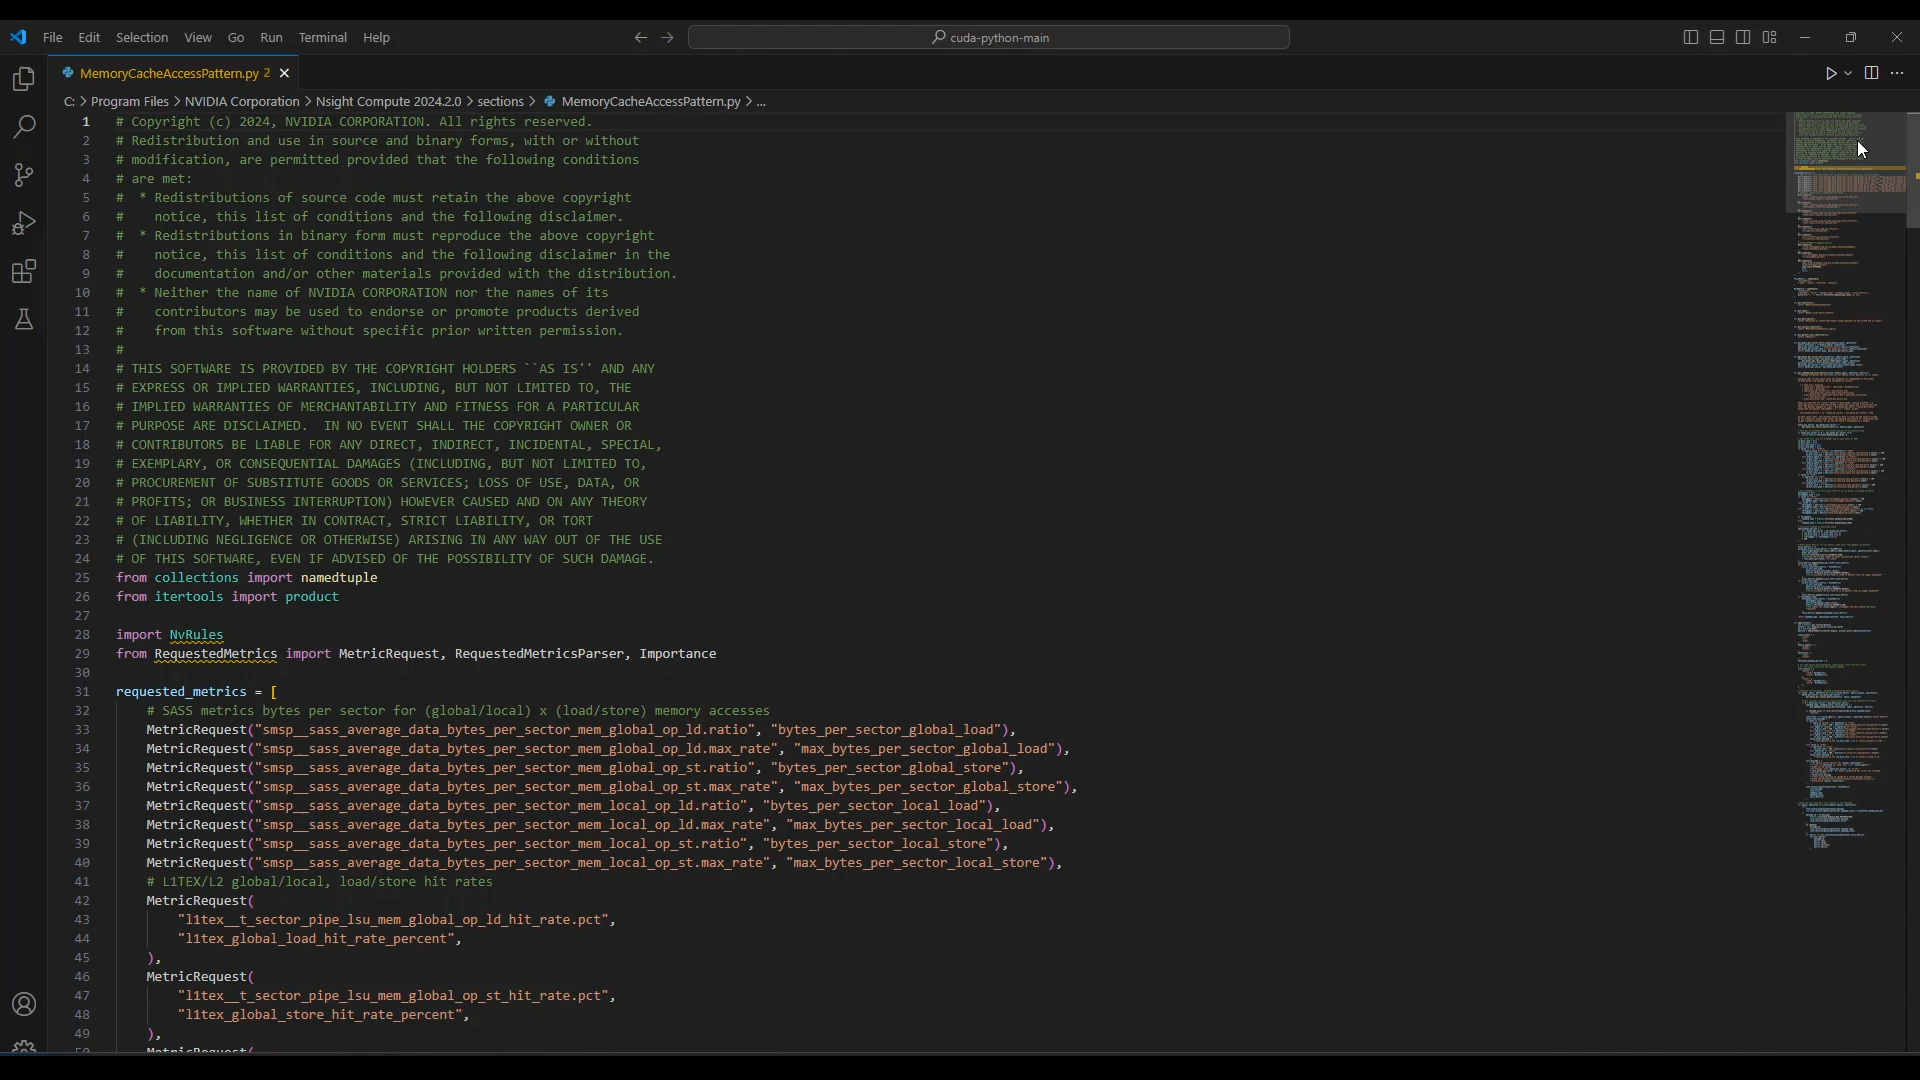 File Edit Selection View Go Run Terminal Help
cuda-python-main
MemoryCacheAccessPattern.py 2
C: > Program Files > NVIDIA Corporation > Nsight Compute 2024.2.0 > sections > MemoryCacheAccessPattern.py > ...
1 # Copyright (c) 2024, NVIDIA CORPORATION. All rights reserved.
2 # Redistribution and use in source and binary forms, with or without
3 # modification, are permitted provided that the following conditions
4 # are met:
5 #  * Redistributions of source code must retain the above copyright
6 #    notice, this list of conditions and the following disclaimer.
7 #  * Redistributions in binary form must reproduce the above copyright
8 #    notice, this list of conditions and the following disclaimer in the
9 #    documentation and/or other materials provided with the distribution.
10 #  * Neither the name of NVIDIA CORPORATION nor the names of its
11 #    contributors may be used to endorse or promote products derived
12 #    from this software without specific prior written permission.
13 #
14 # THIS SOFTWARE IS PROVIDED BY THE COPYRIGHT HOLDERS ``AS IS'' AND ANY
15 # EXPRESS OR IMPLIED WARRANTIES, INCLUDING, BUT NOT LIMITED TO, THE
16 # IMPLIED WARRANTIES OF MERCHANTABILITY AND FITNESS FOR A PARTICULAR
17 # PURPOSE ARE DISCLAIMED.  IN NO EVENT SHALL THE COPYRIGHT OWNER OR
18 # CONTRIBUTORS BE LIABLE FOR ANY DIRECT, INDIRECT, INCIDENTAL, SPECIAL,
19 # EXEMPLARY, OR CONSEQUENTIAL DAMAGES (INCLUDING, BUT NOT LIMITED TO,
20 # PROCUREMENT OF SUBSTITUTE GOODS OR SERVICES; LOSS OF USE, DATA, OR
21 # PROFITS; OR BUSINESS INTERRUPTION) HOWEVER CAUSED AND ON ANY THEORY
22 # OF LIABILITY, WHETHER IN CONTRACT, STRICT LIABILITY, OR TORT
23 # (INCLUDING NEGLIGENCE OR OTHERWISE) ARISING IN ANY WAY OUT OF THE USE
24 # OF THIS SOFTWARE, EVEN IF ADVISED OF THE POSSIBILITY OF SUCH DAMAGE.
25 from collections import namedtuple
26 from itertools import product
27
28 import NvRules
29 from RequestedMetrics import MetricRequest, RequestedMetricsParser, Importance
30
31 requested_metrics = [
32     # SASS metrics bytes per sector for (global/local) x (load/store) memory accesses
33     MetricRequest("smsp__sass_average_data_bytes_per_sector_mem_global_op_ld.ratio", "bytes_per_sector_global_load"),
34     MetricRequest("smsp__sass_average_data_bytes_per_sector_mem_global_op_ld.max_rate", "max_bytes_per_sector_global_load"),
35     MetricRequest("smsp__sass_average_data_bytes_per_sector_mem_global_op_st.ratio", "bytes_per_sector_global_store"),
36     MetricRequest("smsp__sass_average_data_bytes_per_sector_mem_global_op_st.max_rate", "max_bytes_per_sector_global_store"),
37     MetricRequest("smsp__sass_average_data_bytes_per_sector_mem_local_op_ld.ratio", "bytes_per_sector_local_load"),
38     MetricRequest("smsp__sass_average_data_bytes_per_sector_mem_local_op_ld.max_rate", "max_bytes_per_sector_local_load"),
39     MetricRequest("smsp__sass_average_data_bytes_per_sector_mem_local_op_st.ratio", "bytes_per_sector_local_store"),
40     MetricRequest("smsp__sass_average_data_bytes_per_sector_mem_local_op_st.max_rate", "max_bytes_per_sector_local_store"),
41     # L1TEX/L2 global/local, load/store hit rates
42     MetricRequest(
43         "l1tex__t_sector_pipe_lsu_mem_global_op_ld_hit_rate.pct",
44         "l1tex_global_load_hit_rate_percent",
45     ),
46     MetricRequest(
47         "l1tex__t_sector_pipe_lsu_mem_global_op_st_hit_rate.pct",
48         "l1tex_global_store_hit_rate_percent",
49     ),
50     MetricRequest(